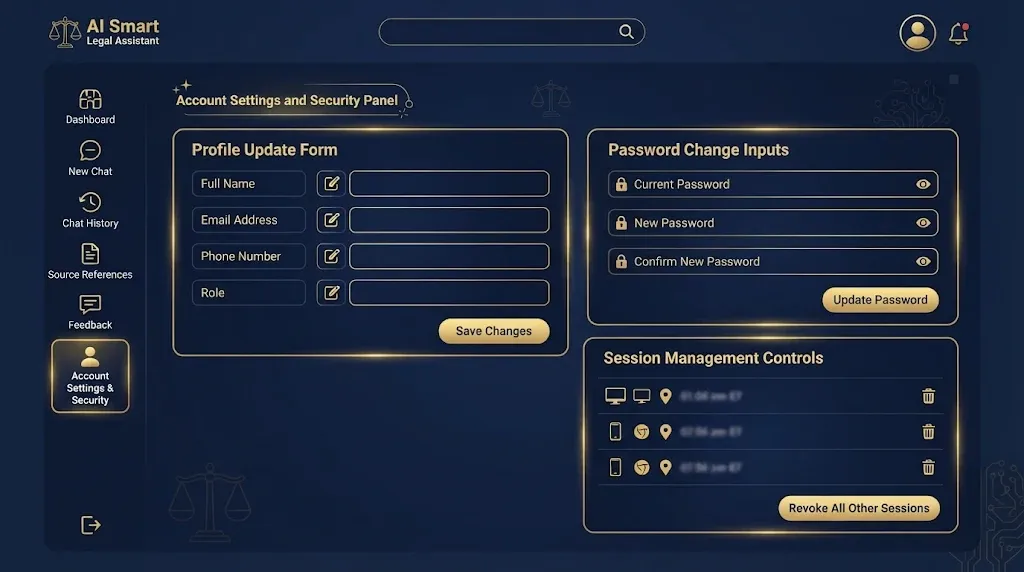 AI Smart
Legal Assistant
Dashboard
New Chat
Chat History
Source References
Feedback
Account
Settings &
Security
Account Settings and Security Panel
Profile Update Form
Full Name
Email Address
Phone Number
Role
Save Changes
Password Change Inputs
Current Password
New Password
Confirm New Password
Update Password
Session Management Controls
Revoke All Other Sessions